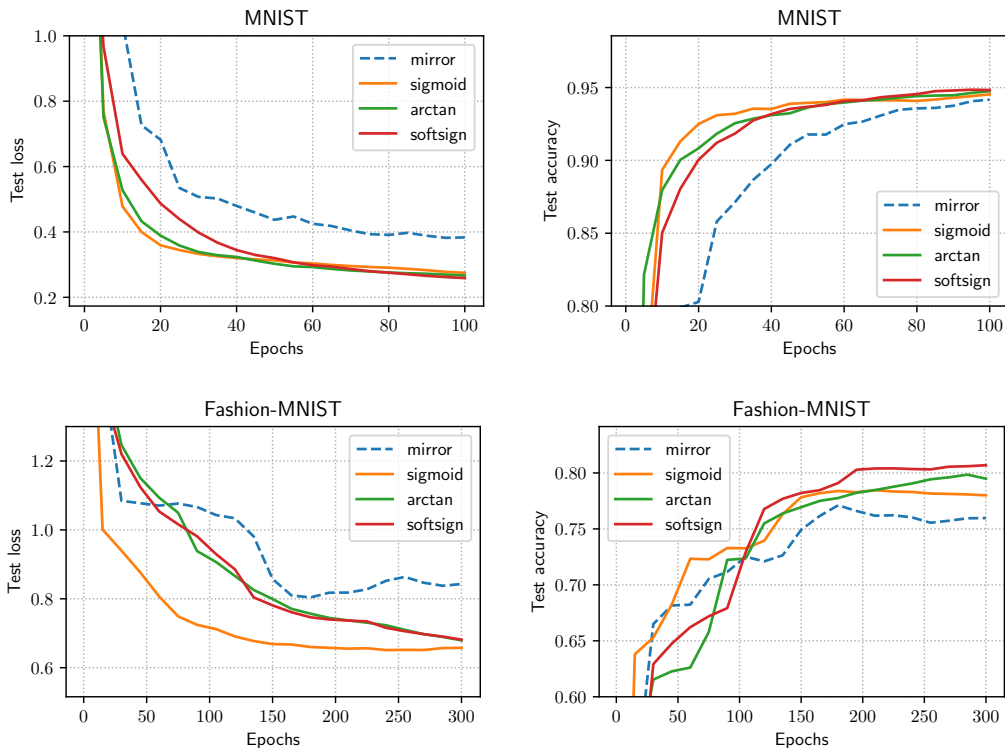 MNIST
1.0
0.8
0.6
0.4
0.2
Test loss
mirror
sigmoid
arctan
softsign
0 20 40 60 80 100
Epochs
MNIST
0.95
0.90
0.85
0.80
Test accuracy
mirror
sigmoid
arctan
softsign
0 20 40 60 80 100
Epochs
Fashion-MNIST
1.2
1.0
0.8
0.6
Test loss
mirror
sigmoid
arctan
softsign
0 50 100 150 200 250 300
Epochs
Fashion-MNIST
0.80
0.75
0.70
0.65
0.60
Test accuracy
mirror
sigmoid
arctan
softsign
0 50 100 150 200 250 300
Epochs